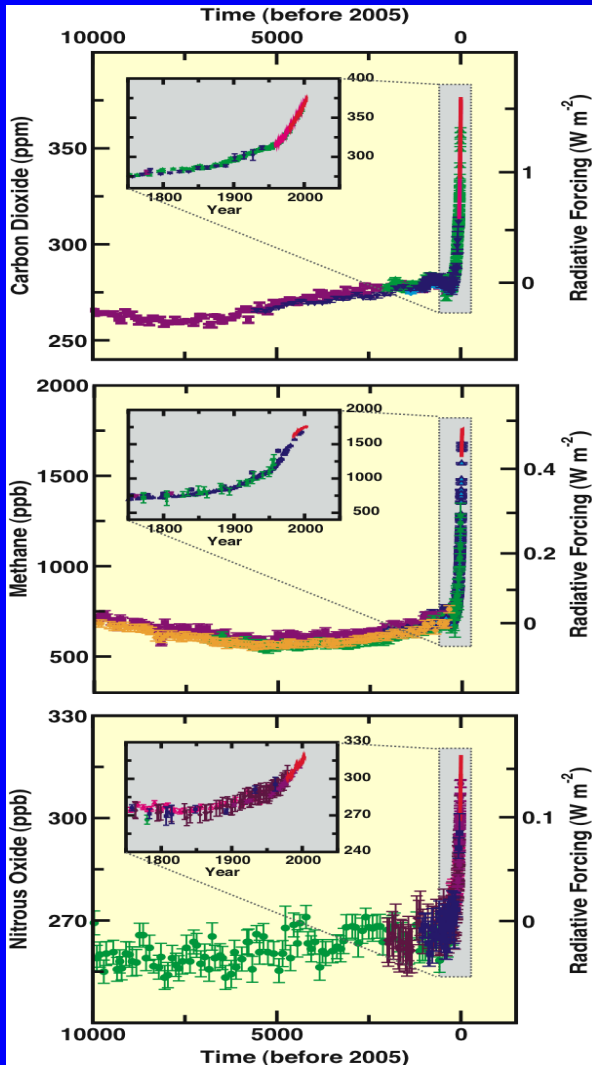 Time (before 2005)
10000 5000 0
Carbon Dioxide (ppm)
350
300
250
400
350
300
1800 1900 2000
Year
Radiative Forcing (W m-2)
1
0
Methane (ppb)
2000
1500
1000
500
2000
1500
1000
500
1800 1900 2000
Year
Radiative Forcing (W m-2)
0.4
0.2
0
Nitrous Oxide (ppb)
330
300
270
330
300
270
240
1800 1900 2000
Year
Radiative Forcing (W m-2)
0.1
0
10000 5000 0
Time (before 2005)